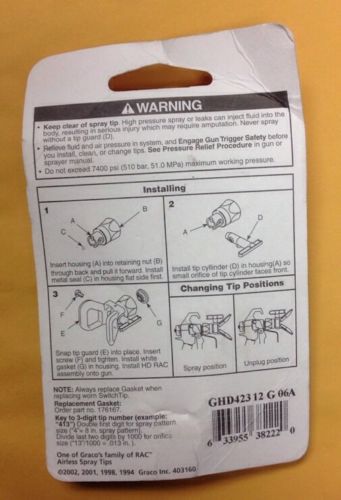 WARNING
• Keep clear of spray tip. High pressure spray or leaks can inject fluid into the
body, resulting in serious injury which may require amputation. Never spray
without a tip guard (D).
• Relieve fluid and air pressure in system, and Engage Gun Trigger Safety before
you install, clean, or change tips. See Pressure Relief Procedure in gun or
sprayer manual.
• Do not exceed 7400 psi (510 bar, 51.0 MPa) maximum working pressure.
Installing
1
A
B
C
Insert housing (A) into retaining nut (B)
through back and pull it forward. Install
metal seal (C) in housing flat side first.
2
A
D
Install tip cylinder (D) in housing(A) so
small orifice of tip cylinder faces front.
3
F
E
G
A
Snap tip guard (E) into place. Insert
screw (F) and tighten. Install white
gasket (G) in housing. Install HD RAC
assembly onto gun.
Changing Tip Positions
Spray position
Unplug position
NOTE: Always replace Gasket when
replacing worn SwitchTip.
Replacement Gasket:
Order part no. 176167.
Key to 3-digit tip number (example:
"413") Double first digit for spray pattern
size ("4"= 8 in. spray pattern).
Divide last two digits by 1000 for orifice
size ("13"/1000= .013 in. ).
One of Graco's family of RAC
Airless Spray Tips
©2002, 2001, 1998, 1994 Graco Inc. 403160
GHD42312 G 06A
6 33955 38222 0